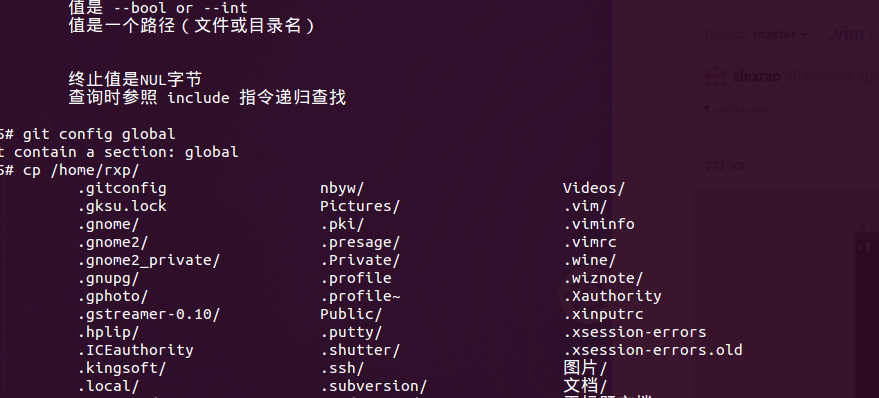 值是 --bool or --int
值是一个路径（文件或目录名）
终止值是NUL字节
查询时参照 include 指令递归查找
5# git config global
t contain a section: global
5# cp /home/rxp/
.gitconfig nbyw/ Videos/
.gksu.lock Pictures/ .vim/
.gnome/ .pki/ .viminfo
.gnome2/ .presage/ .vimrc
.gnome2_private/ .Private/ .wine/
.gnupg/ .profile .wiznote/
.gphoto/ .profile~ .Xauthority
.gstreamer-0.10/ Public/ .xinputrc
.hplip/ .putty/ .xsession-errors
.ICEauthority .shutter/ .xsession-errors.old
.kingsoft/ .ssh/ 图片/
.local/ .subversion/ 文档/
master .vim /
alexrao